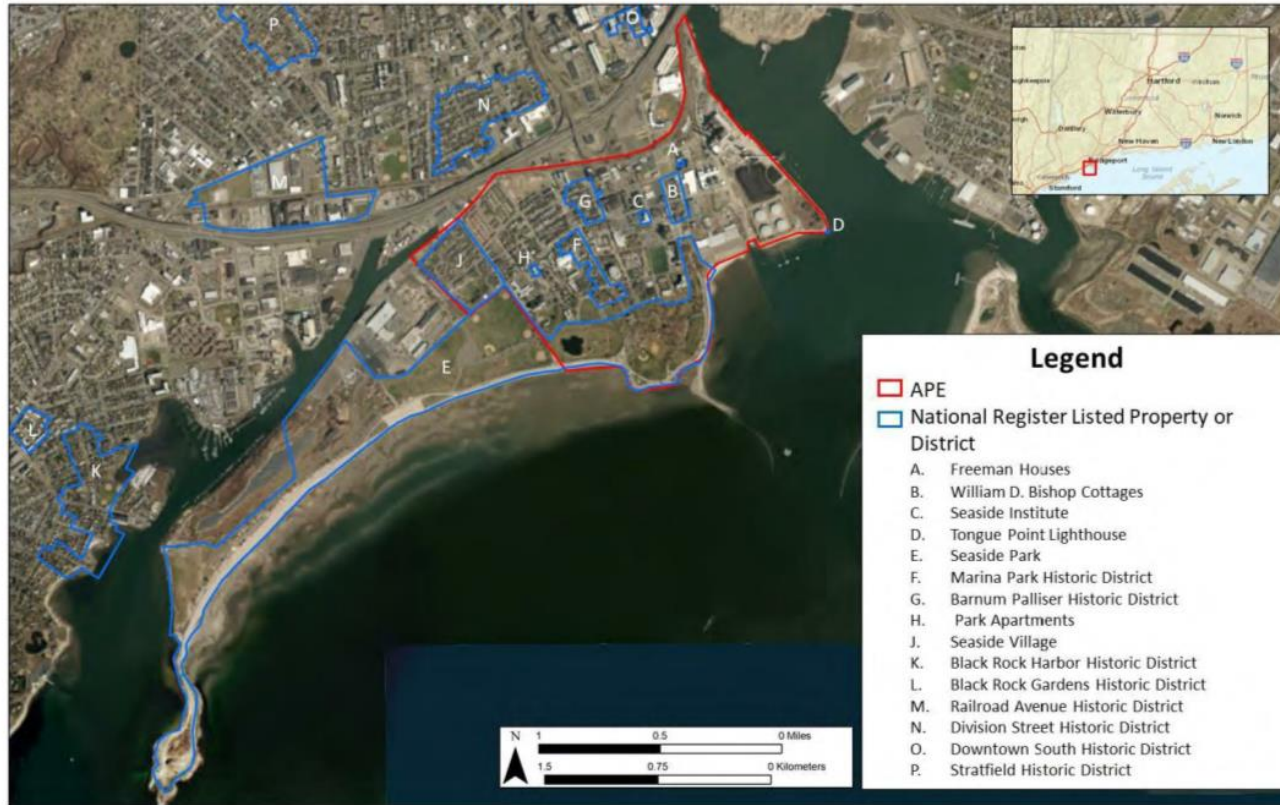 P
O
N
M
A
B
C
G
D
F
H
J
E
L
K
Hartford
Waterbury
Norwich
Danbury
New Haven
New London
Bridgeport
Long Island
Sound
Stamford
Legend
APE
National Register Listed Property or
District
A. Freeman Houses
B. William D. Bishop Cottages
C. Seaside Institute
D. Tongue Point Lighthouse
E. Seaside Park
F. Marina Park Historic District
G. Barnum Palliser Historic District
H. Park Apartments
J. Seaside Village
K. Black Rock Harbor Historic District
L. Black Rock Gardens Historic District
M. Railroad Avenue Historic District
N. Division Street Historic District
O. Downtown South Historic District
P. Stratfield Historic District
N
1 0.5 0 Miles
1.5 0.75 0 Kilometers